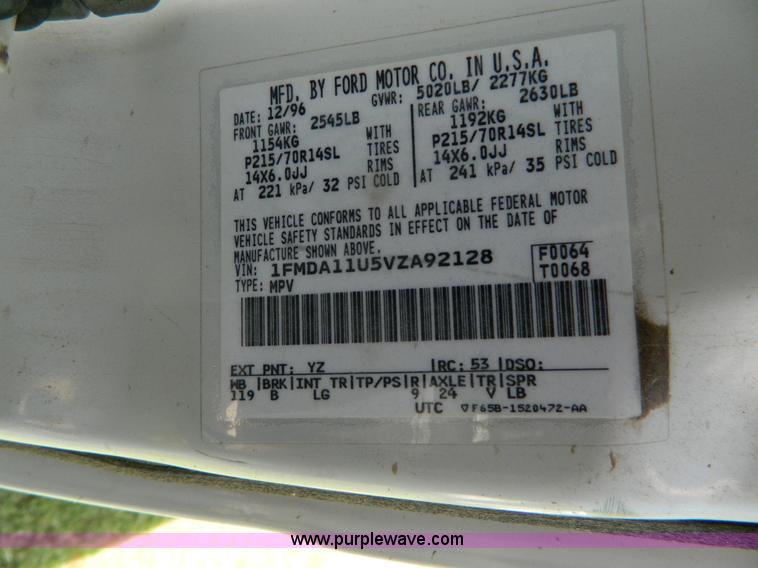 MFD. BY FORD MOTOR CO. IN U.S.A.
DATE: 12/96 GVWR: 5020LB/ 2277KG
FRONT GAWR: 2545LB REAR GAWR: 2630LB
1154KG WITH 1192KG WITH
P215/70R14SL TIRES P215/70R14SL TIRES
14X6.0JJ RIMS 14X6.0JJ RIMS
AT 221 kPa/ 32 PSI COLD AT 241 kPa/ 35 PSI COLD
THIS VEHICLE CONFORMS TO ALL APPLICABLE FEDERAL MOTOR
VEHICLE SAFETY STANDARDS IN EFFECT ON THE DATE OF
MANUFACTURE SHOWN ABOVE.
VIN: 1FMDA11U5VZA92128 F0064
TYPE: MPV T0068
EXT PNT: YZ RC: 53 DSO:
WB BRK INT TR TP/PS R AXLE TR SPR
119 B LG 9 24 V LB
UTC ▽F65B-1520472-AA
www.purplewave.com